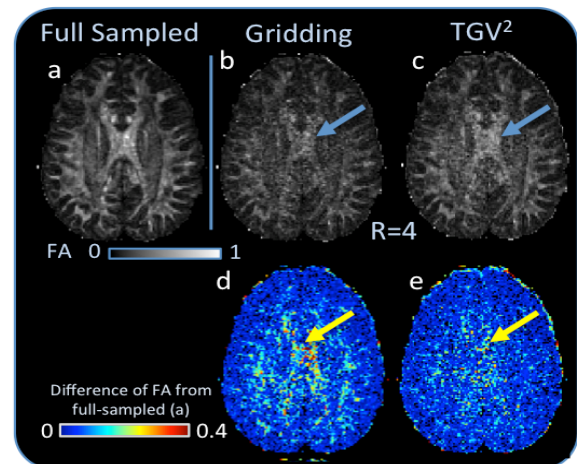 Full Sampled
Gridding
TGV²
a
b
c
R=4
FA 0 1
d
e
Difference of FA from
full-sampled (a)
0 0.4